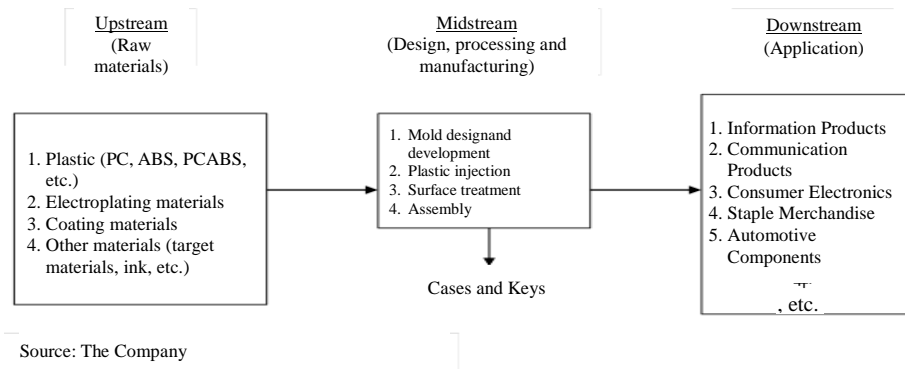 Upstream
(Raw
materials)
Midstream
(Design, processing and
manufacturing)
Downstream
(Application)
1. Plastic (PC, ABS, PCABS,
etc.)
2. Electroplating materials
3. Coating materials
4. Other materials (target
materials, ink, etc.)
1. Mold designand
development
2. Plastic injection
3. Surface treatment
4. Assembly
Cases and Keys
1. Information Products
2. Communication
Products
3. Consumer Electronics
4. Staple Merchandise
5. Automotive
Components
, etc.
Source: The Company